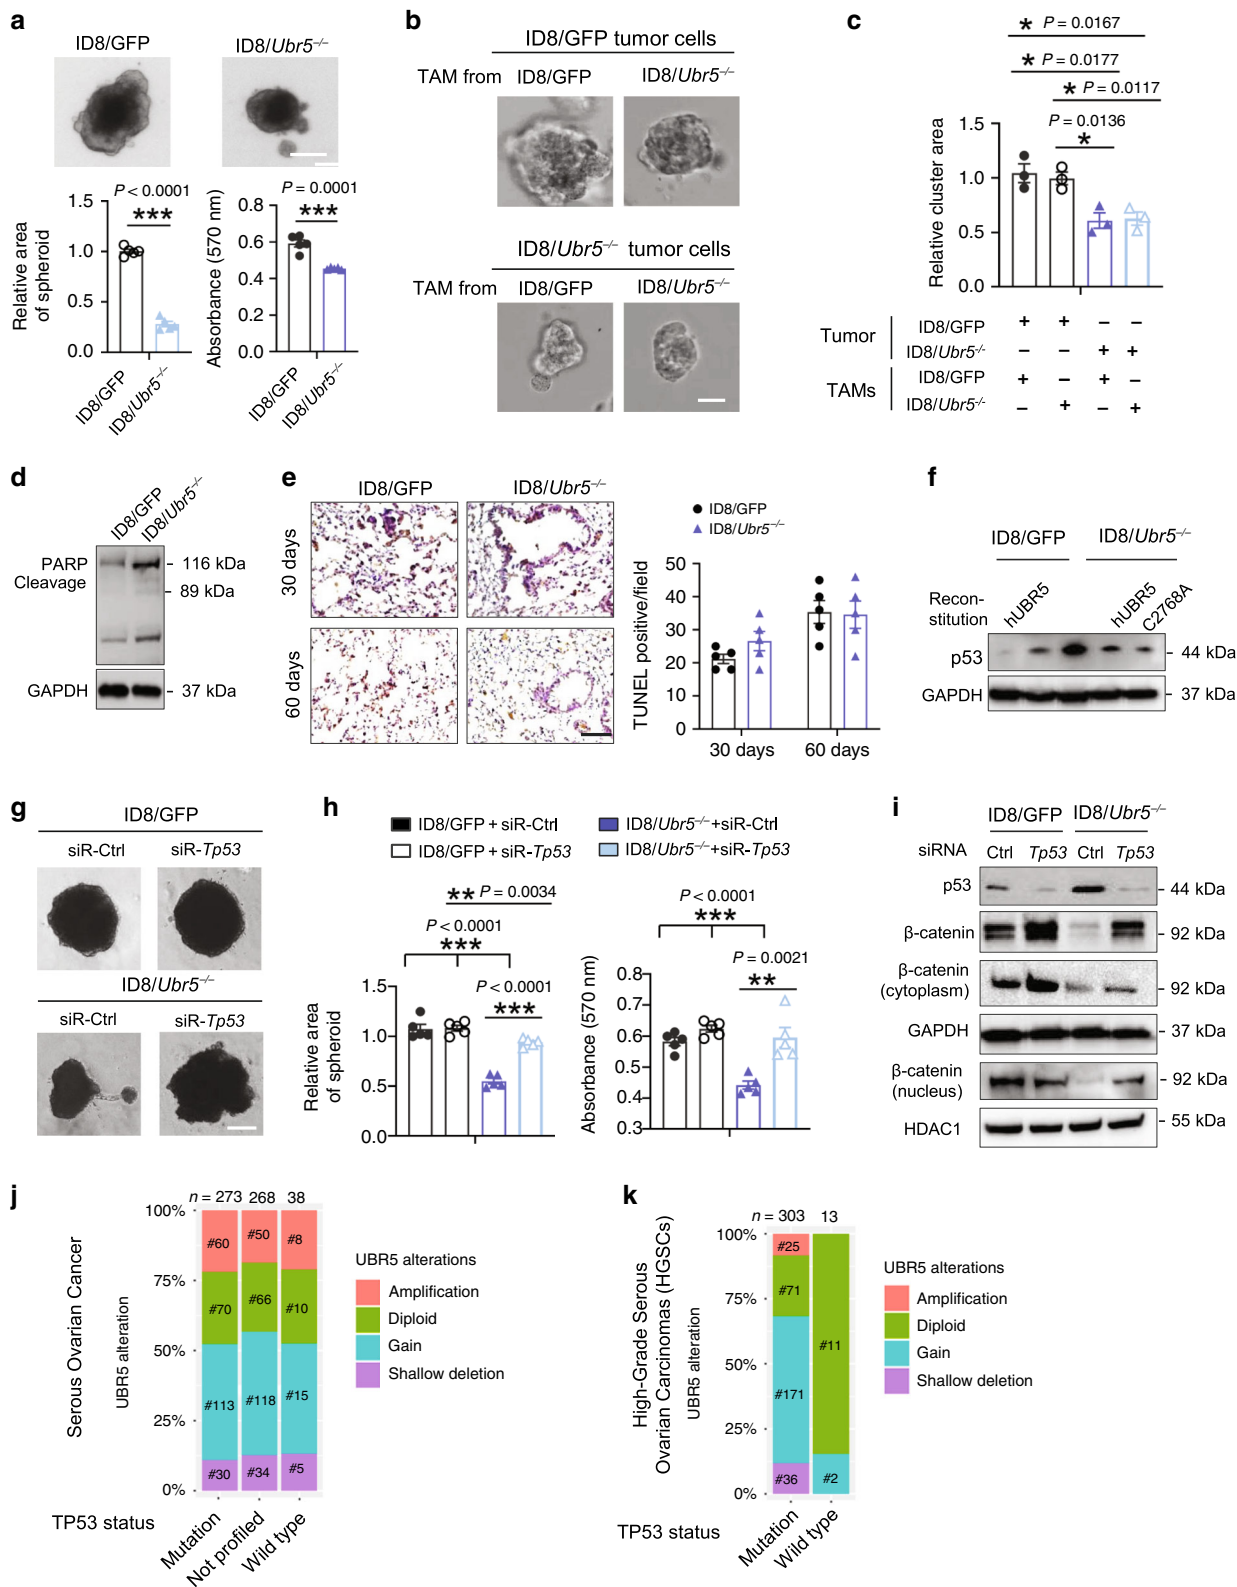 a
ID8/GFP
ID8/Ubr5–/–
P < 0.0001
***
Relative area
of spheroid
1.5
1.0
0.5
0.0
ID8/GFP
ID8/Ubr5–/–
P = 0.0001
***
Absorbance (570 nm)
0.8
0.6
0.4
0.2
0.0
ID8/GFP
ID8/Ubr5–/–
b
ID8/GFP tumor cells
TAM from ID8/GFP ID8/Ubr5–/–
ID8/Ubr5–/– tumor cells
TAM from ID8/GFP ID8/Ubr5–/–
c
* P = 0.0167
* P = 0.0177
* P = 0.0117
P = 0.0136
*
Relative cluster area
1.5
1.0
0.5
0.0
Tumor
ID8/GFP + + – –
ID8/Ubr5–/– – – + +
TAMs
ID8/GFP + – + –
ID8/Ubr5–/– – + – +
d
ID8/GFP
ID8/Ubr5–/–
PARP
Cleavage
116 kDa
89 kDa
GAPDH
37 kDa
e
ID8/GFP ID8/Ubr5–/–
30 days
60 days
ID8/GFP
ID8/Ubr5–/–
TUNEL positive/field
50
40
30
20
10
0
30 days 60 days
f
ID8/GFP ID8/Ubr5–/–
Recon-
stitution
hUBR5
hUBR5
C2768A
p53 44 kDa
GAPDH 37 kDa
g
ID8/GFP
siR-Ctrl siR-Tp53
ID8/Ubr5–/–
siR-Ctrl siR-Tp53
h
ID8/GFP + siR-Ctrl
ID8/GFP + siR-Tp53
ID8/Ubr5–/–+siR-Ctrl
ID8/Ubr5–/–+siR-Tp53
** P = 0.0034
P < 0.0001
***
P < 0.0001
***
Relative area
of spheroid
1.5
1.0
0.5
0.0
P < 0.0001
***
P = 0.0021
**
Absorbance (570 nm)
0.8
0.7
0.6
0.5
0.4
0.3
i
ID8/GFP ID8/Ubr5–/–
siRNA Ctrl Tp53 Ctrl Tp53
p53 44 kDa
β-catenin 92 kDa
β-catenin
(cytoplasm) 92 kDa
GAPDH 37 kDa
β-catenin
(nucleus) 92 kDa
HDAC1 55 kDa
j
Serous Ovarian Cancer
UBR5 alteration
n = 273 268 38
100%
75%
50%
25%
0%
#60 #50 #8
#70 #66 #10
#113 #118 #15
#30 #34 #5
TP53 status
Mutation
Not profiled
Wild type
UBR5 alterations
Amplification
Diploid
Gain
Shallow deletion
k
High-Grade Serous
Ovarian Carcinomas (HGSCs)
UBR5 alteration
n = 303 13
100%
75%
50%
25%
0%
#25
#71 #11
#171
#36 #2
TP53 status
Mutation
Wild type
UBR5 alterations
Amplification
Diploid
Gain
Shallow deletion